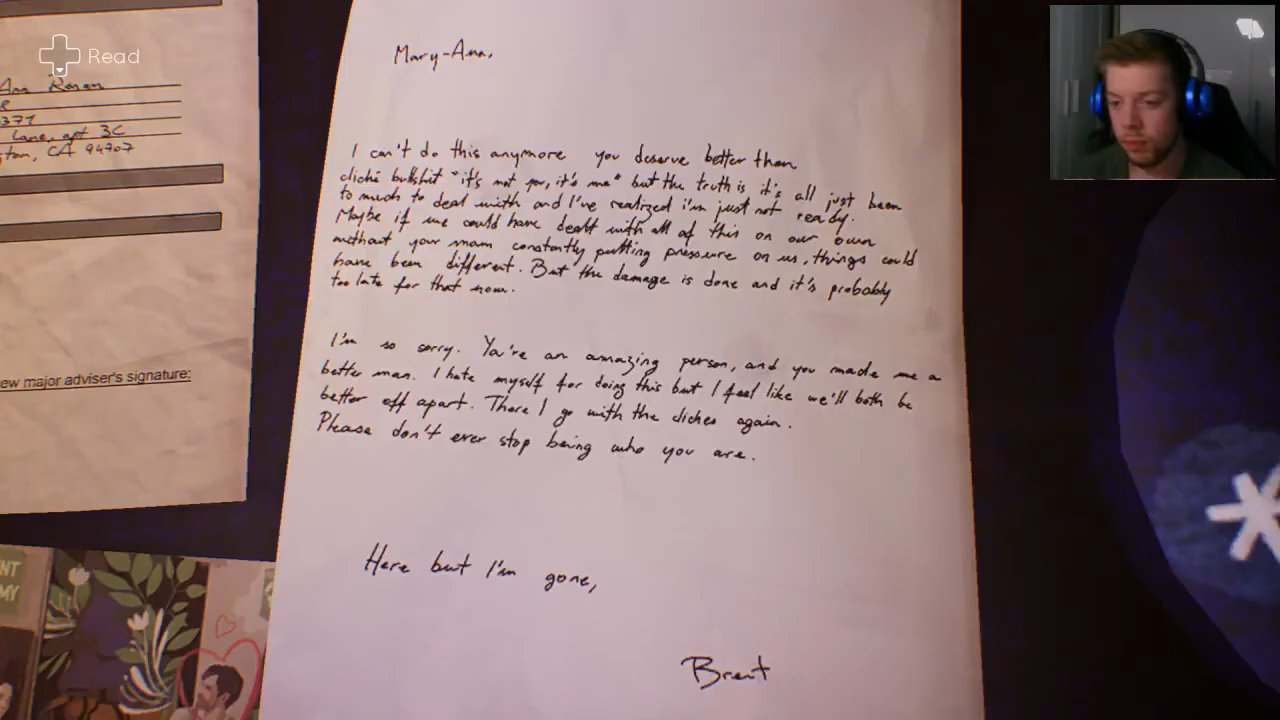 Read
Ann Ronan
371
Lane, apt 3C
CA 94707
ew major adviser's signature:
NT
MY
Mary-Ann,
I can't do this anymore you deserve better than
cliché bullshit "it's not you, it's me" but the truth is it's all just been
to much to deal with and I've realized i'm just not ready.
Maybe if we could have dealt with all of this on our own
without your mom constantly putting pressure on us, things could
have been different. But the damage is done and it's probably
too late for that now.
I'm so sorry. You're an amazing person, and you made me a
better man. I hate myself for doing this but I feel like we'll both be
better off apart. There I go with the cliches again.
Please don't ever stop being who you are.
Here but I'm gone,
Brent